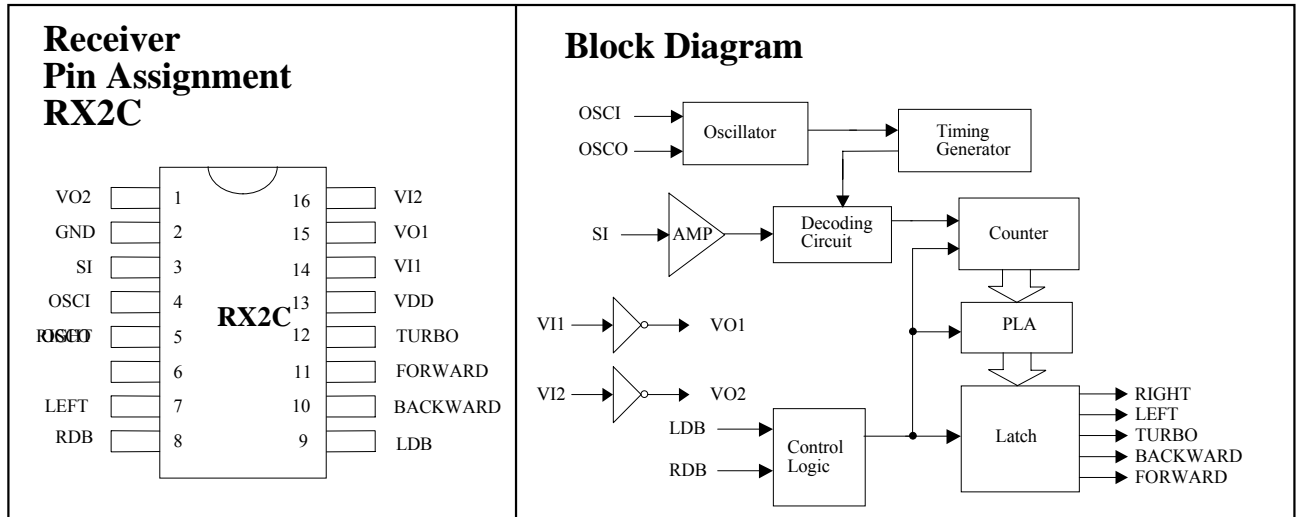 Receiver
Pin Assignment
RX2C
VO2
1
16
VI2
GND
2
15
VO1
SI
3
14
VI1
OSCI
4
13
VDD
RX2C
RIGHT
OSCO
5
12
TURBO
6
11
FORWARD
LEFT
7
10
BACKWARD
RDB
8
9
LDB
Block Diagram
OSCI
OSCO
Oscillator
Timing
Generator
SI
AMP
Decoding
Circuit
Counter
VI1
VO1
PLA
VI2
VO2
LDB
RDB
Control
Logic
Latch
RIGHT
LEFT
TURBO
BACKWARD
FORWARD